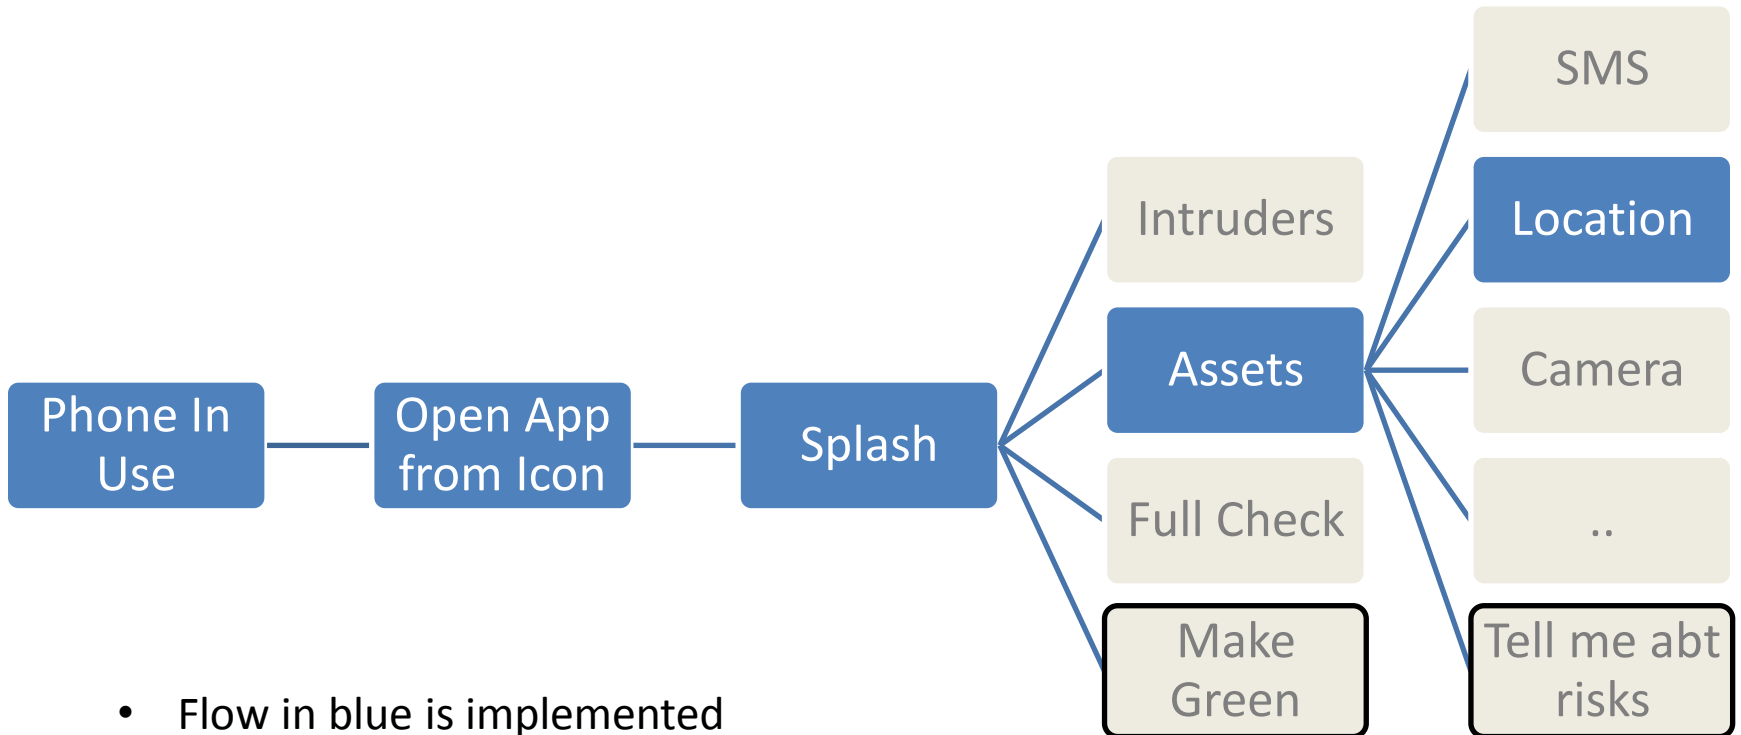 Phone In
Use
Open App
from Icon
Splash
Intruders
Assets
Full Check
Make
Green
SMS
Location
Camera
..
Tell me abt
risks
• Flow in blue is implemented